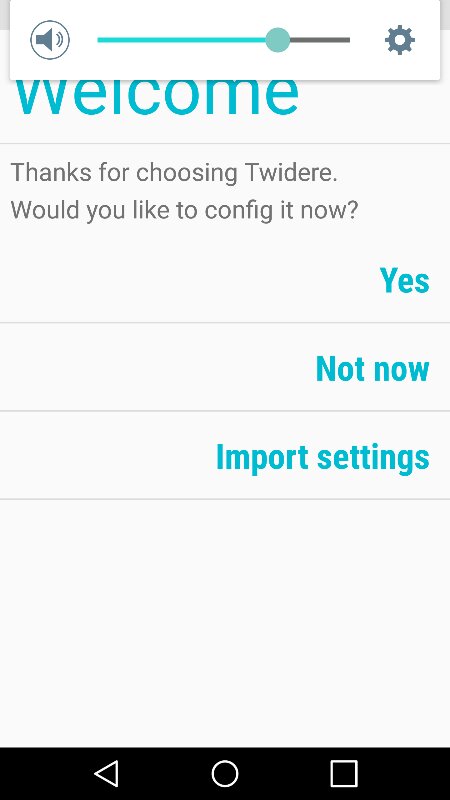 Welcome
Thanks for choosing Twidere.
Would you like to config it now?
Yes
Not now
Import settings